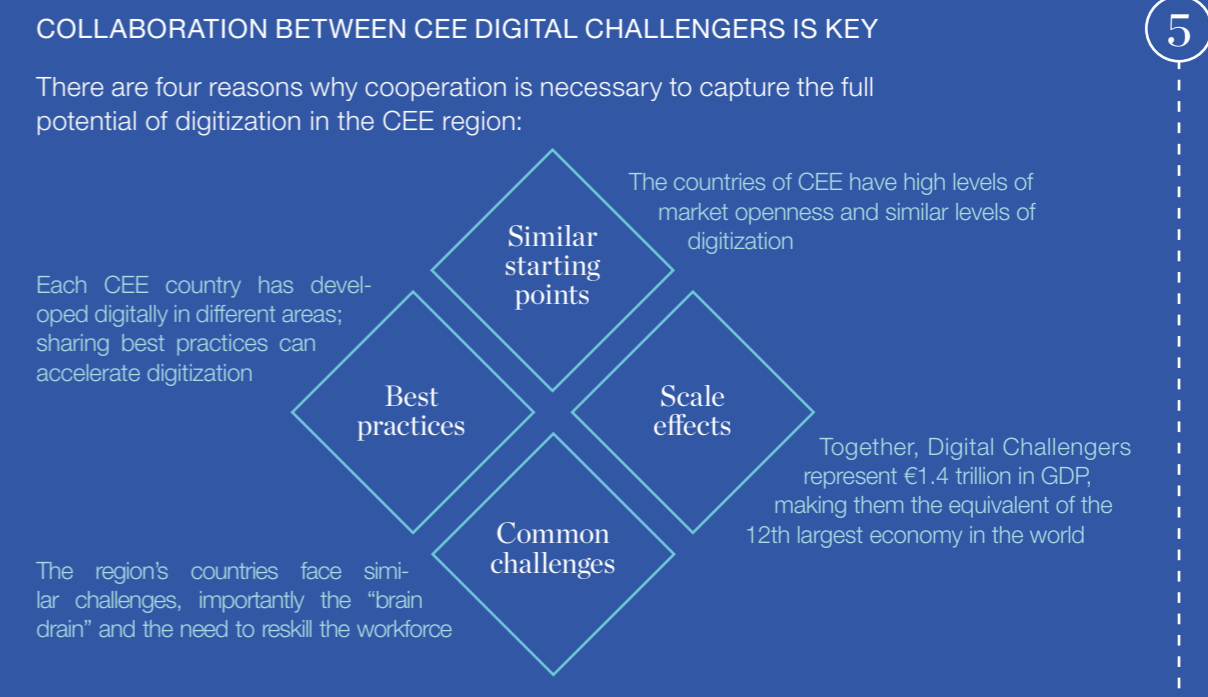 COLLABORATION BETWEEN CEE DIGITAL CHALLENGERS IS KEY
5
There are four reasons why cooperation is necessary to capture the full
potential of digitization in the CEE region:
Similar
starting
points
The countries of CEE have high levels of
market openness and similar levels of
digitization
Each CEE country has devel-
oped digitally in different areas;
sharing best practices can
accelerate digitization
Best
practices
Scale
effects
Together, Digital Challengers
represent €1.4 trillion in GDP,
making them the equivalent of the
12th largest economy in the world
Common
challenges
The region's countries face simi-
lar challenges, importantly the “brain
drain” and the need to reskill the workforce